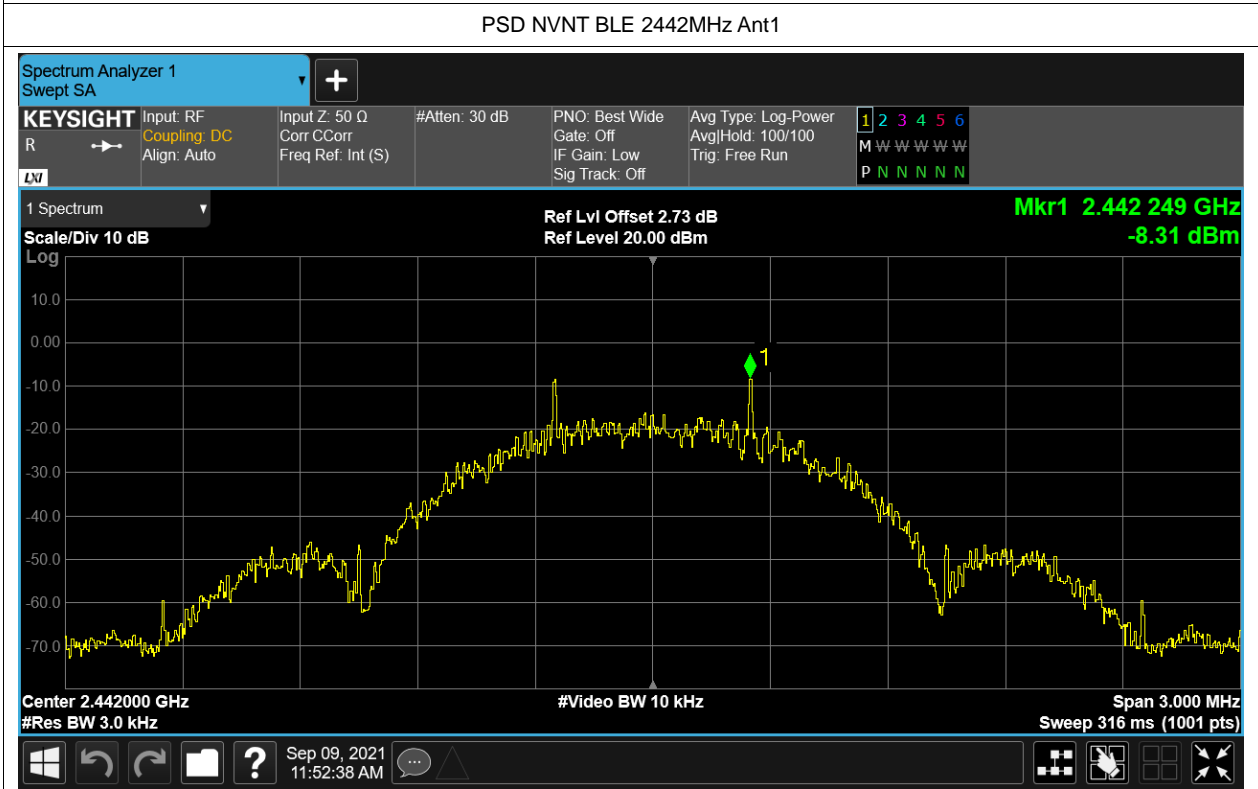 PSD NVNT BLE 2442MHz Ant1
Spectrum Analyzer 1
Swept SA
KEYSIGHT
R
LXI
Input: RF
Coupling: DC
Align: Auto
Input Z: 50 Ω
Corr CCorr
Freq Ref: Int (S)
#Atten: 30 dB
PNO: Best Wide
Gate: Off
IF Gain: Low
Sig Track: Off
Avg Type: Log-Power
Avg|Hold: 100/100
Trig: Free Run
1 2 3 4 5 6
M W W W W W
P N N N N N
1 Spectrum
Scale/Div 10 dB
Ref Lvl Offset 2.73 dB
Ref Level 20.00 dBm
Mkr1 2.442 249 GHz
-8.31 dBm
Log
10.0
0.00
-10.0
-20.0
-30.0
-40.0
-50.0
-60.0
-70.0
1
Center 2.442000 GHz
#Video BW 10 kHz
Span 3.000 MHz
#Res BW 3.0 kHz
Sweep 316 ms (1001 pts)
?
Sep 09, 2021
11:52:38 AM